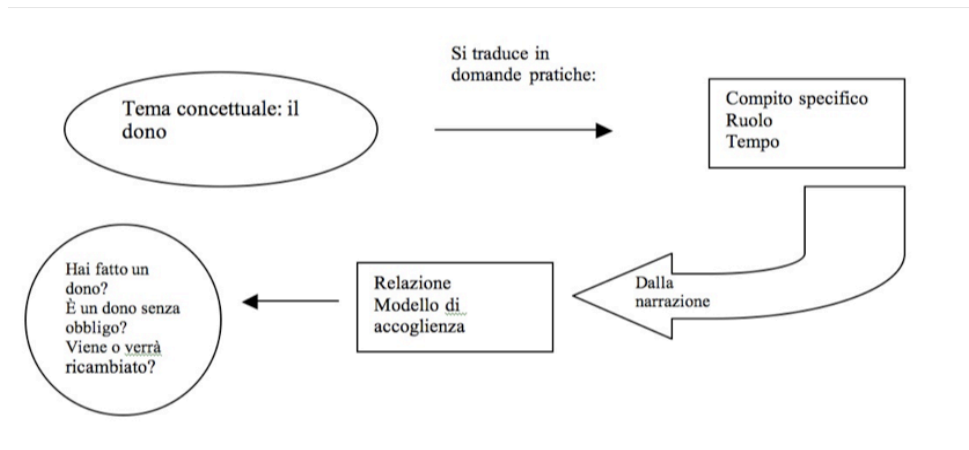 Tema concettuale: il
dono
Si traduce in
domande pratiche:
Compito specifico
Ruolo
Tempo
Dalla
narrazione
Relazione
Modello di
accoglienza
Hai fatto un
dono?
È un dono senza
obbligo?
Viene o verrà
ricambiato?